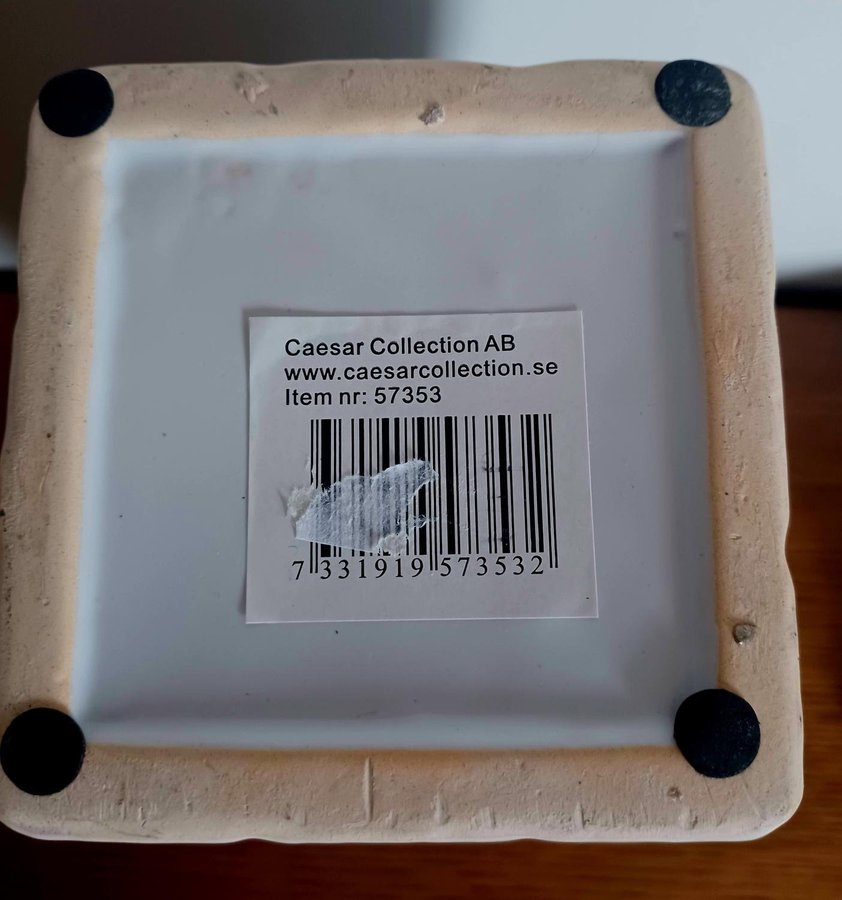 Caesar Collection AB
www.caesarcollection.se
Item nr: 57353
7 331919 573532